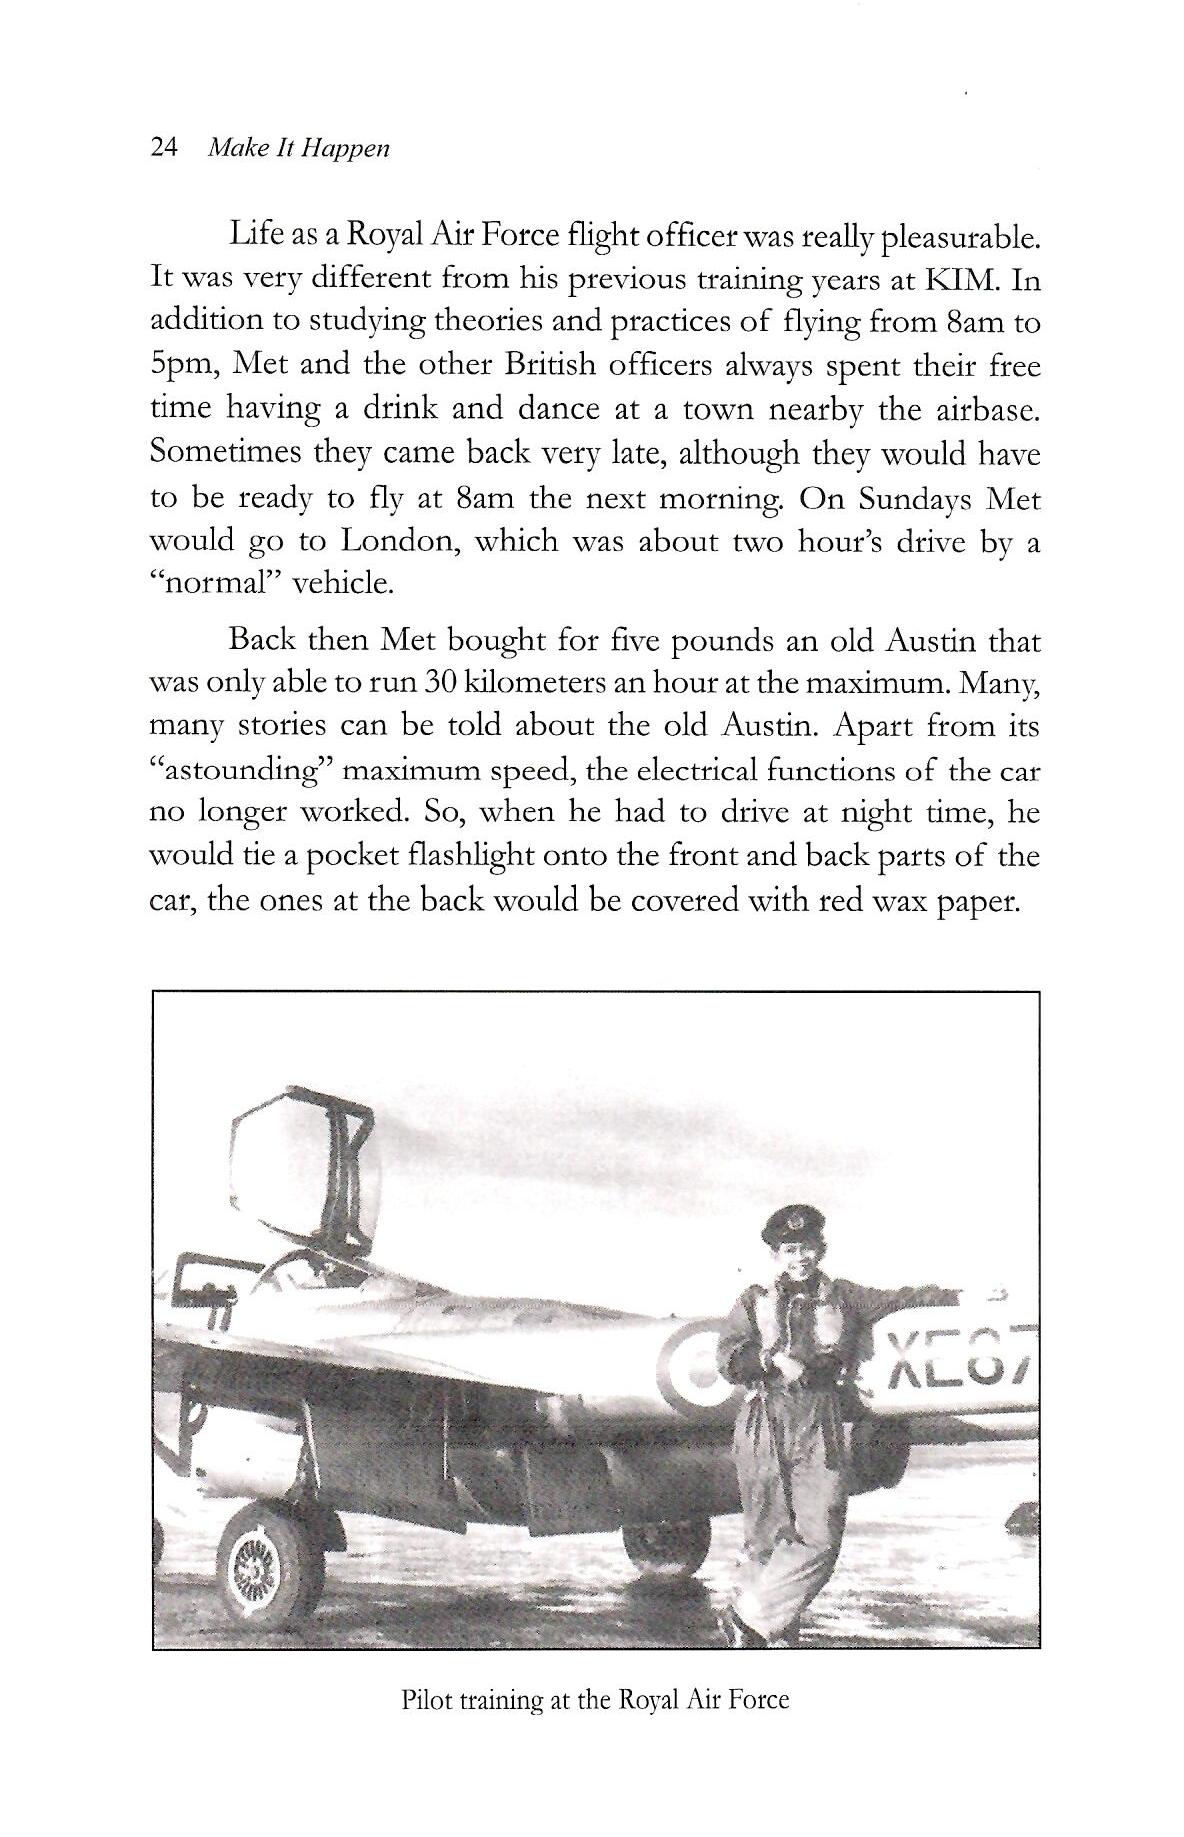 24 Make It Happen
Life as a Royal Air Force flight officer was really pleasurable.
It was very different from his previous training years at KIM. In
addition to studying theories and practices of flying from 8am to
5pm, Met and the other British officers always spent their free
time having a drink and dance at a town nearby the airbase.
Sometimes they came back very late, although they would have
to be ready to fly at 8am the next morning. On Sundays Met
would go to London, which was about two hour’s drive by a
“normal” vehicle.
Back then Met bought for five pounds an old Austin that
was only able to run 30 kilometers an hour at the maximum. Many,
many stories can be told about the old Austin. Apart from its
“astounding” maximum speed, the electrical functions of the car
no longer worked. So, when he had to drive at night time, he
would tie a pocket flashlight onto the front and back parts of the
car, the ones at the back would be covered with red wax paper.
XE87
Pilot training at the Royal Air Force